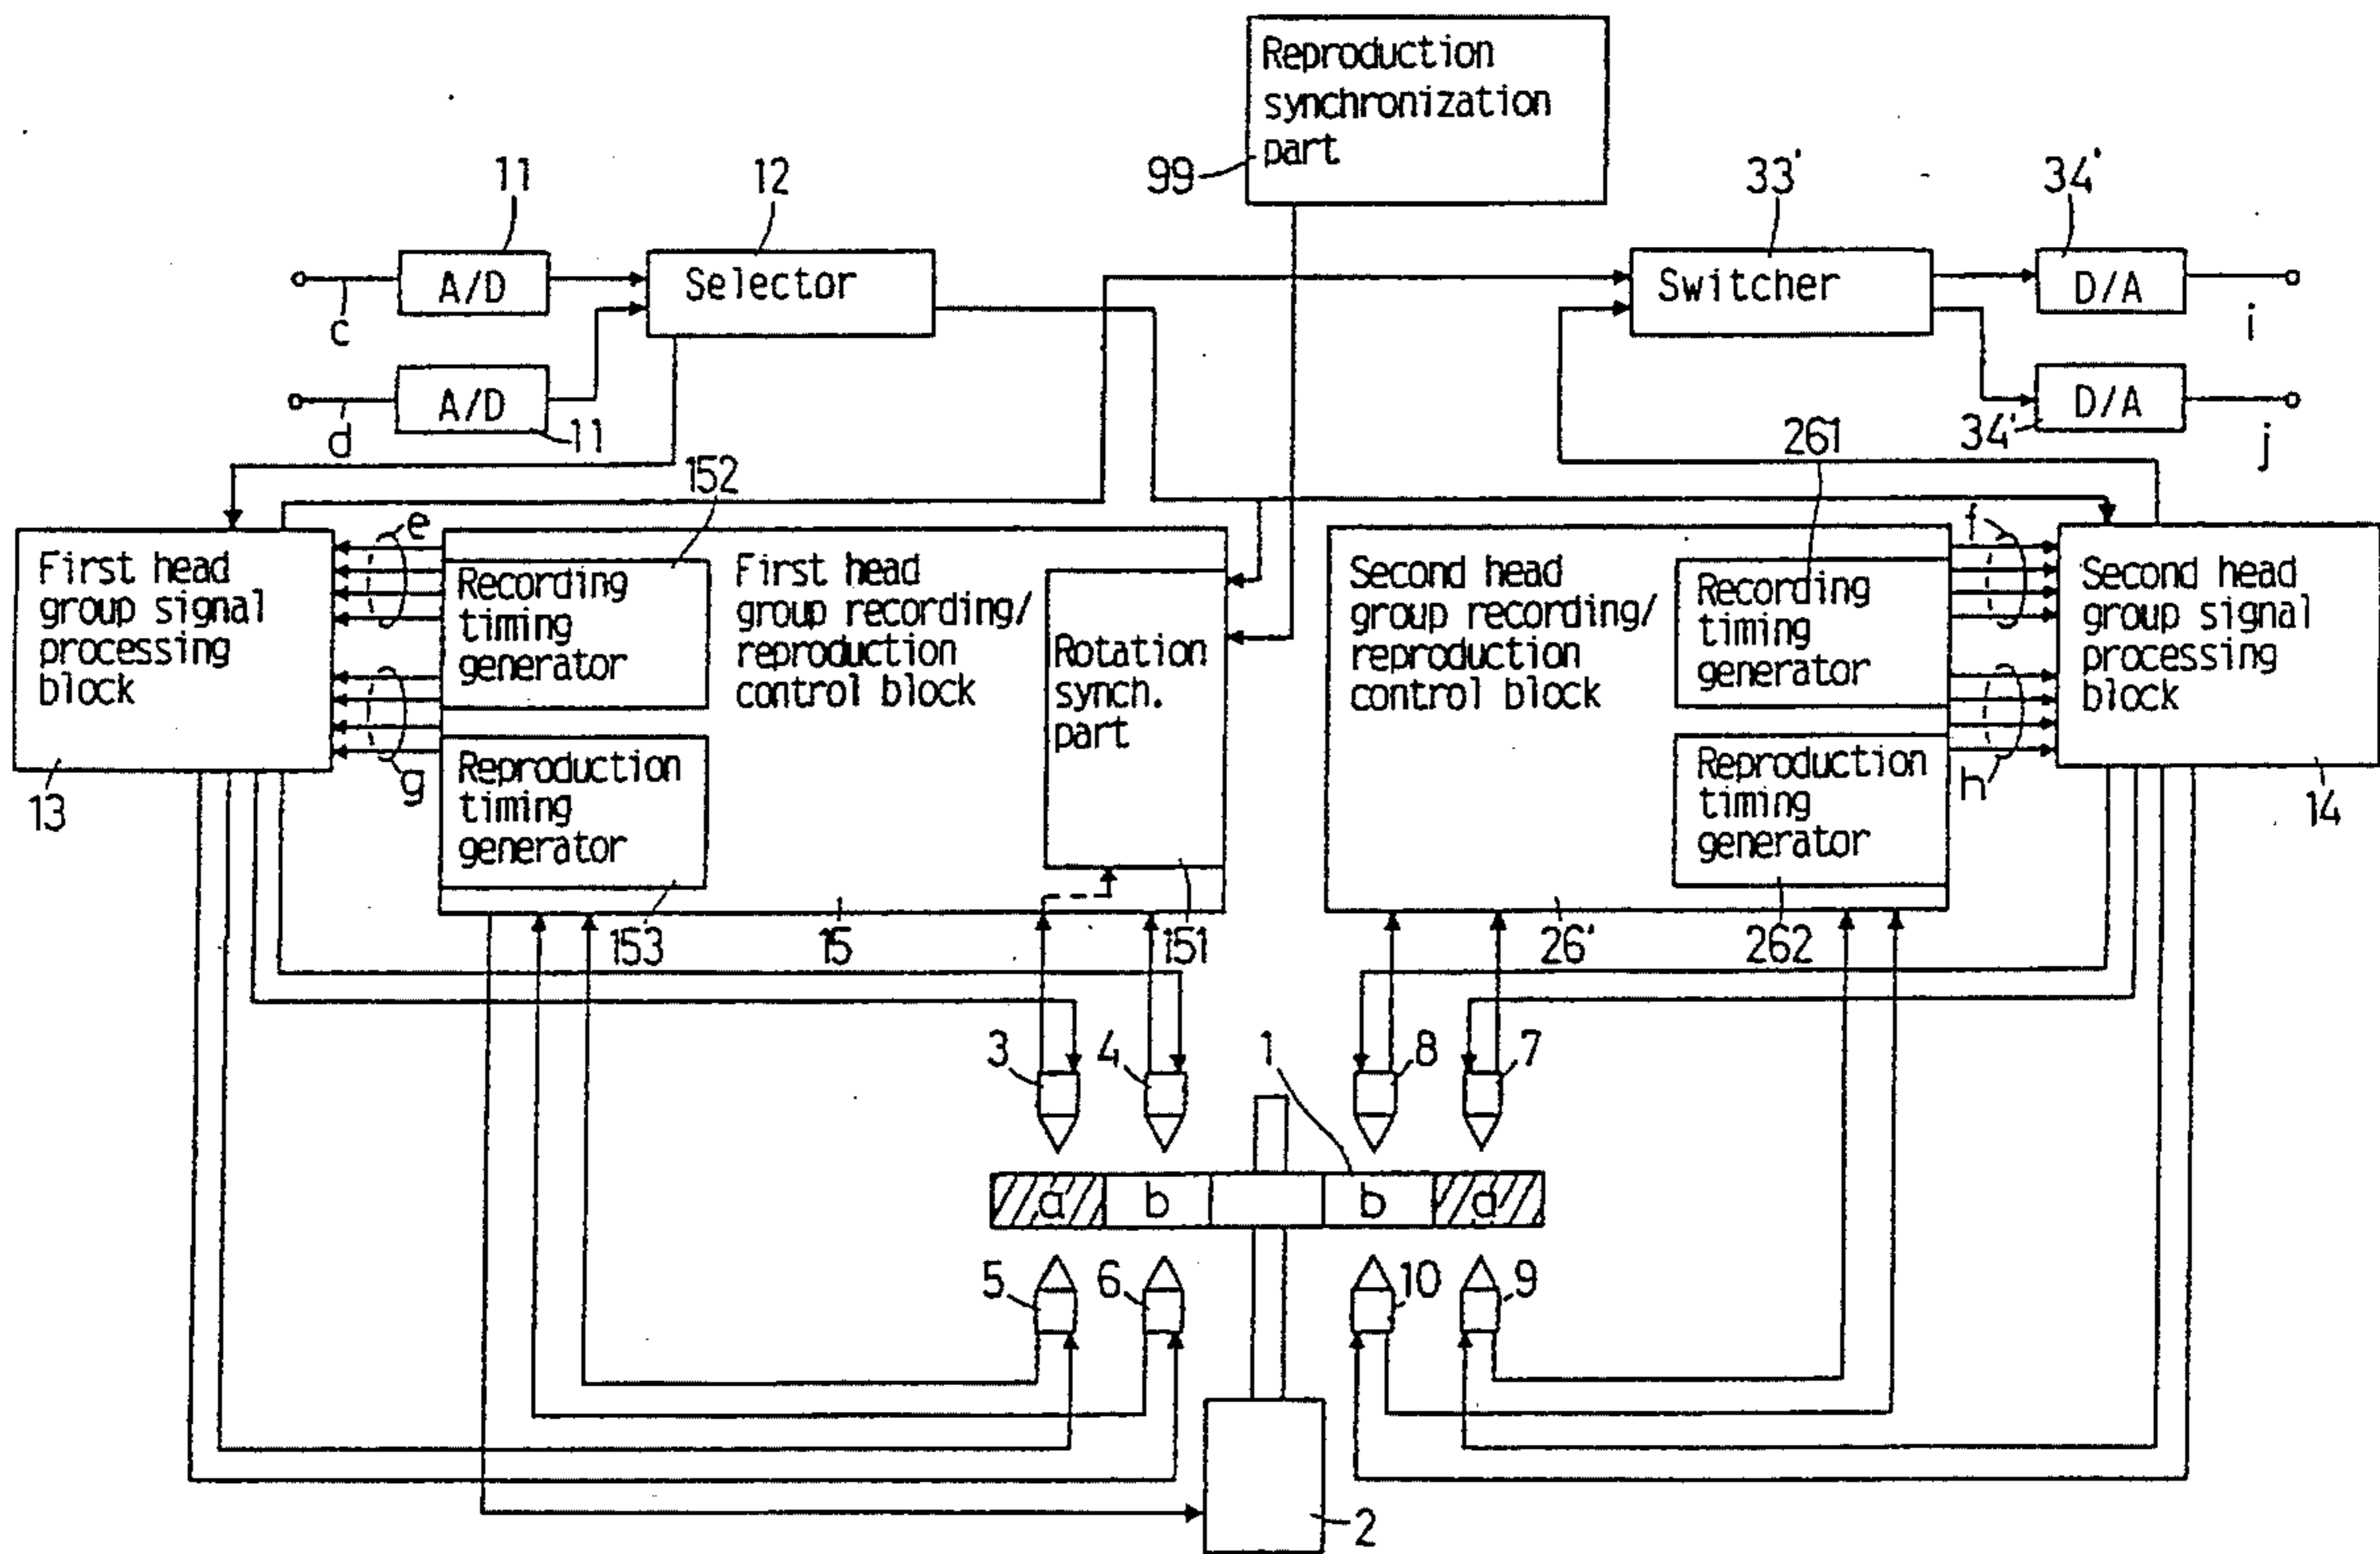 Reproduction
synchronization
part
99
11
12
33'
34'
A/D
Selector
Switcher
D/A
c
i
A/D
D/A
d
11
34'
j
152
261
First head
group signal
processing
block
13
e
g
Recording
timing
generator
Reproduction
timing
generator
First head
group recording/
reproduction
control block
Rotation
synch.
part
153
15
151
Second head
group recording/
reproduction
control block
Recording
timing
generator
Reproduction
timing
generator
26'
262
f
h
Second head
group signal
processing
block
14
3
4
1
8
7
a
b
b
a
5
6
10
9
2